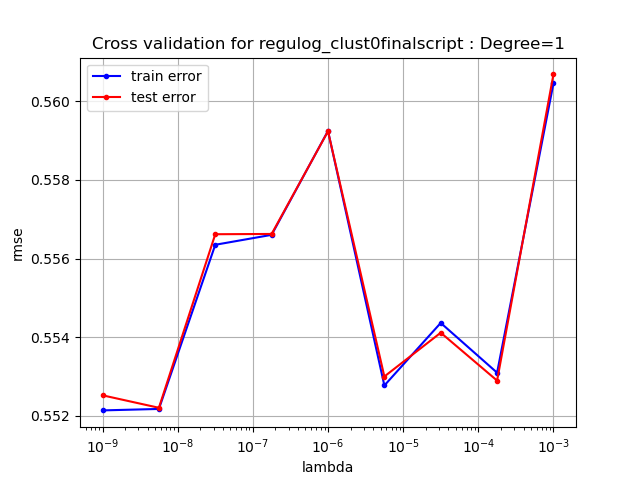 Cross validation for regulog_clust0finalscript : Degree=1
train error
test error
0.560
0.558
0.556
0.554
0.552
rmse
10⁻⁹ 10⁻⁸ 10⁻⁷ 10⁻⁶ 10⁻⁵ 10⁻⁴ 10⁻³
lambda